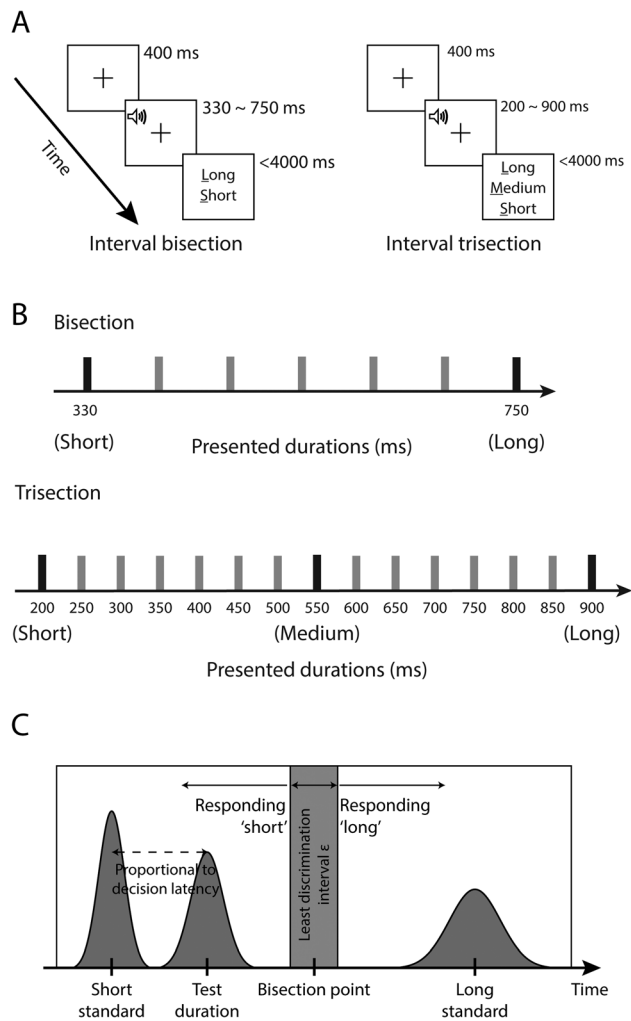 A
400 ms
330 ~ 750 ms
<4000 ms
Long
Short
Time
Interval bisection
400 ms
200 ~ 900 ms
<4000 ms
Long
Medium
Short
Interval trisection
B
Bisection
330
750
(Short)
Presented durations (ms)
(Long)
Trisection
200 250 300 350 400 450 500 550 600 650 700 750 800 850 900
(Short)
(Medium)
(Long)
Presented durations (ms)
C
Responding
'short'
Least discrimination
interval ε
Responding
'long'
Proportional to
decision latency
Short
standard
Test
duration
Bisection point
Long
standard
Time